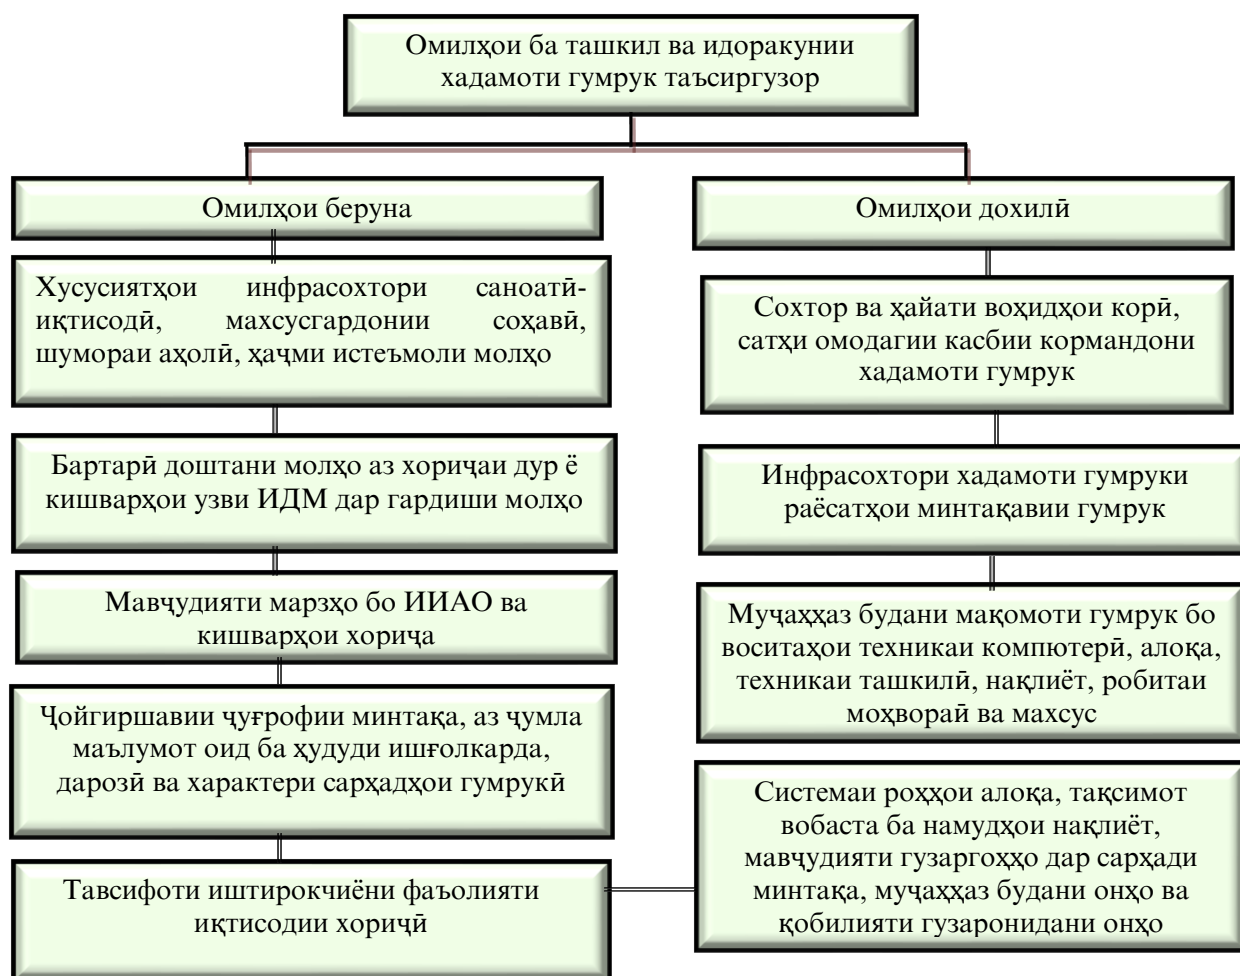 Омилҳои ба ташкил ва идоракунии
хадамоти гумрук таъсиргузор
Омилҳои беруна
Хусусиятҳои инфрасохтори саноатӣ-
иқтисодӣ, махсусгардонии соҳавӣ,
шумораи аҳолӣ, ҳаҷми истеъмоли молҳо
Бартарӣ доштани молҳо аз хориҷаи дур ё
кишварҳои узви ИДМ дар гардиши молҳо
Мавҷудияти марзҳо бо ИИАО ва
кишварҳои хориҷа
Ҷойгиршавии ҷуғрофии минтақа, аз ҷумла
маълумот оид ба ҳудуди ишғолкарда,
дарозӣ ва характери сарҳадҳои гумрукӣ
Тавсифоти иштирокчиёни фаъолияти
иқтисодии хориҷӣ
Омилҳои дохилӣ
Сохтор ва ҳайати воҳидҳои корӣ,
сатҳи омодагии касбии кормандони
хадамоти гумрук
Инфрасохтори хадамоти гумруки
раёсатҳои минтақавии гумрук
Муҷаҳҳаз будани мақомоти гумрук бо
воситаҳои техникаи компютерӣ, алоқа,
техникаи ташкилӣ, нақлиёт, робитаи
моҳвораӣ ва махсус
Системаи роҳҳои алоқа, тақсимот
вобаста ба намудҳои нақлиёт,
мавҷудияти гузаргоҳҳо дар сарҳади
минтақа, муҷаҳҳаз будани онҳо ва
қобилияти гузаронидани онҳо